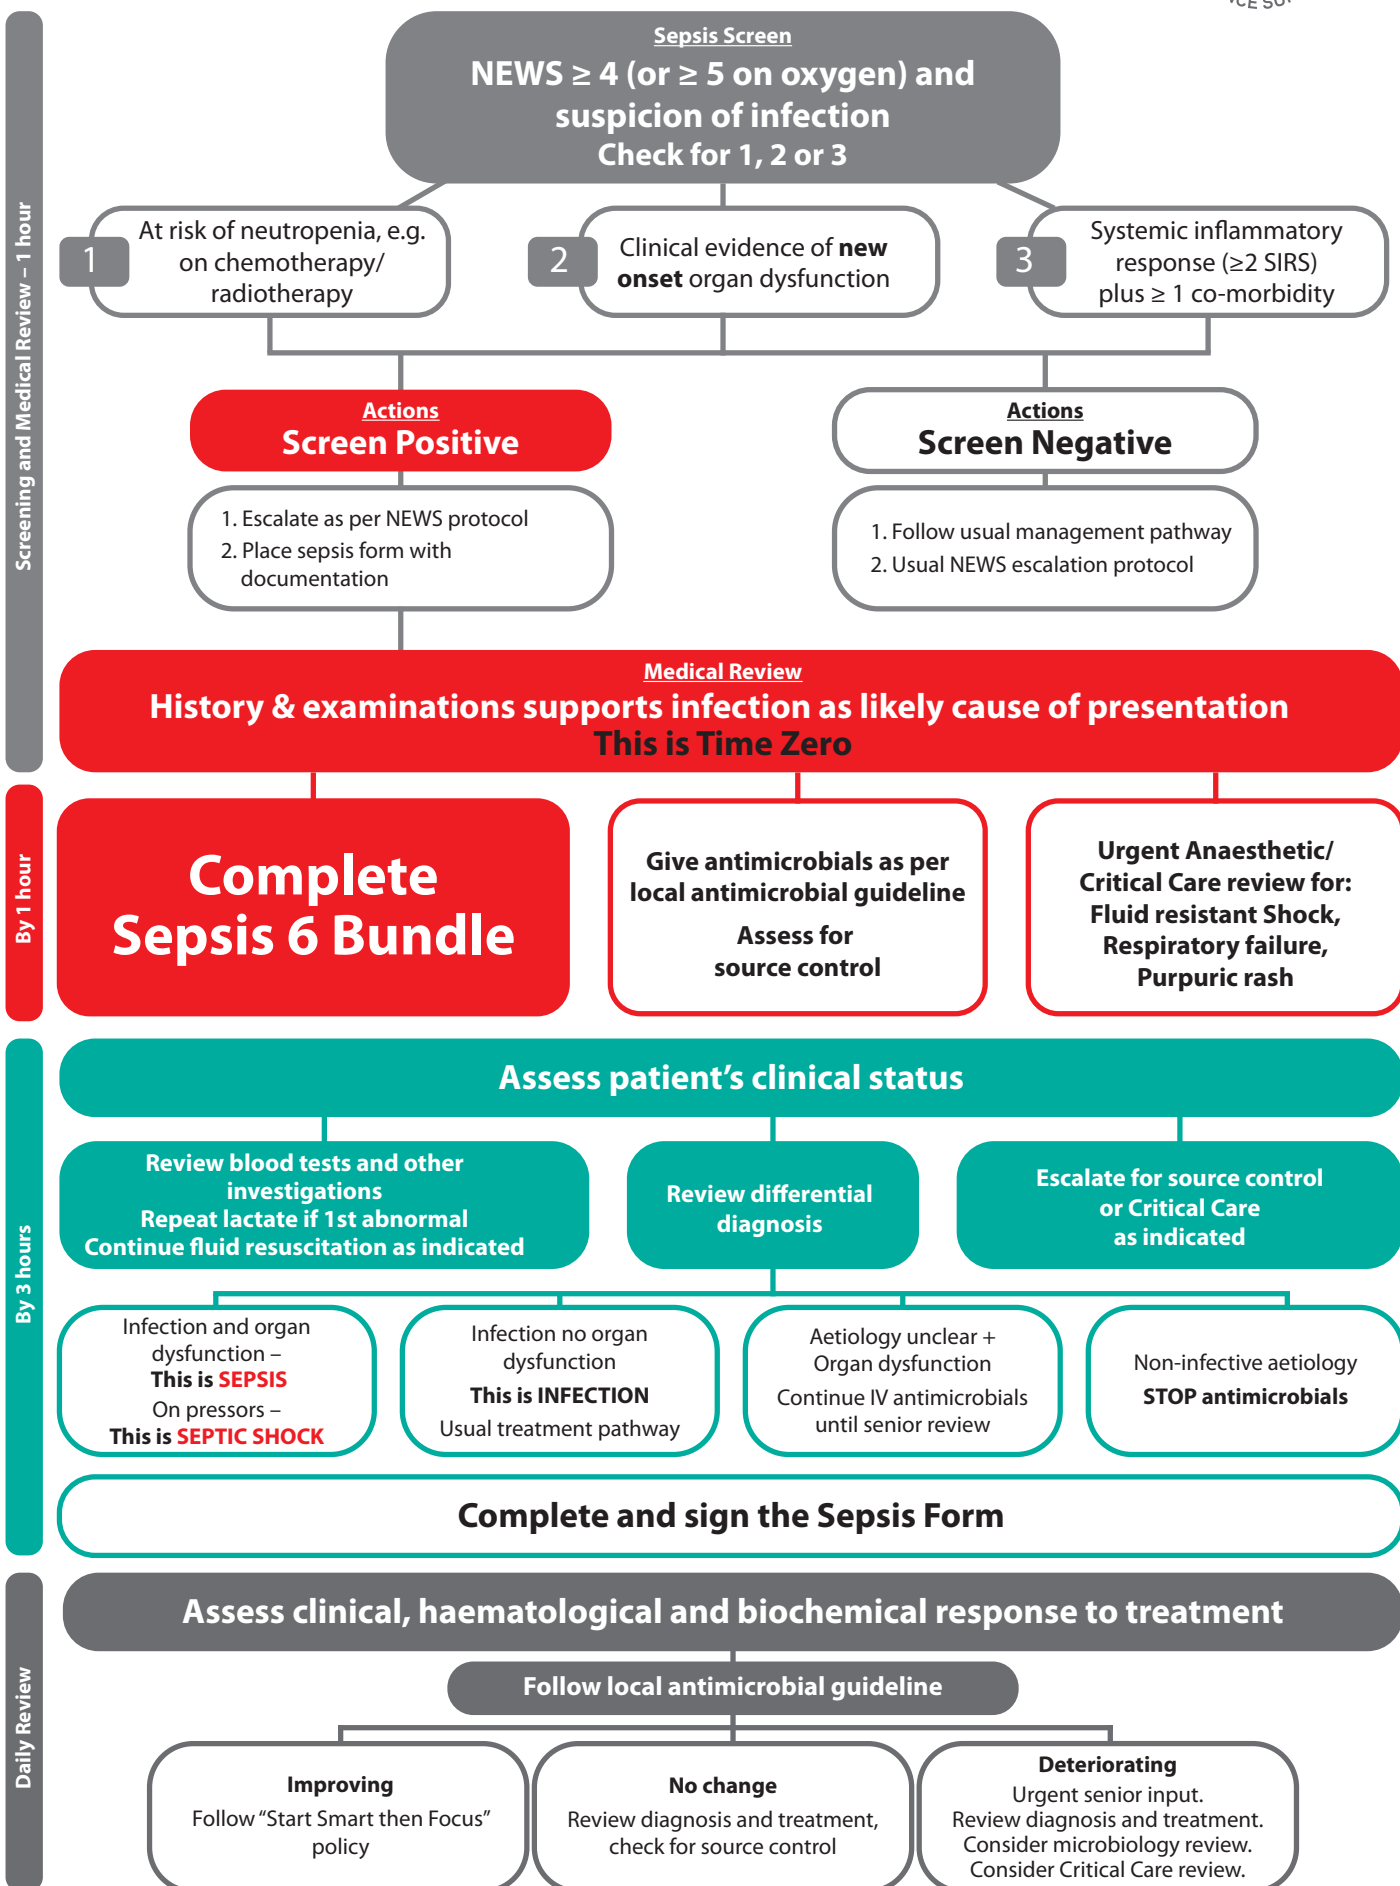 Sepsis Screen
NEWS ≥ 4 (or ≥ 5 on oxygen) and
suspicion of infection
Check for 1, 2 or 3
Screening and Medical Review – 1 hour
1
At risk of neutropenia, e.g.
on chemotherapy/
radiotherapy
2
Clinical evidence of new
onset organ dysfunction
3
Systemic inflammatory
response (≥2 SIRS)
plus ≥ 1 co-morbidity
Actions
Screen Positive
Actions
Screen Negative
1. Escalate as per NEWS protocol
2. Place sepsis form with
documentation
1. Follow usual management pathway
2. Usual NEWS escalation protocol
Medical Review
History & examinations supports infection as likely cause of presentation
This is Time Zero
By 1 hour
Complete
Sepsis 6 Bundle
Give antimicrobials as per
local antimicrobial guideline
Assess for
source control
Urgent Anaesthetic/
Critical Care review for:
Fluid resistant Shock,
Respiratory failure,
Purpuric rash
By 3 hours
Assess patient's clinical status
Review blood tests and other
investigations
Repeat lactate if 1st abnormal
Continue fluid resuscitation as indicated
Review differential
diagnosis
Escalate for source control
or Critical Care
as indicated
Infection and organ
dysfunction –
This is SEPSIS
On pressors –
This is SEPTIC SHOCK
Infection no organ
dysfunction
This is INFECTION
Usual treatment pathway
Aetiology unclear +
Organ dysfunction
Continue IV antimicrobials
until senior review
Non-infective aetiology
STOP antimicrobials
Complete and sign the Sepsis Form
Daily Review
Assess clinical, haematological and biochemical response to treatment
Follow local antimicrobial guideline
Improving
Follow "Start Smart then Focus"
policy
No change
Review diagnosis and treatment,
check for source control
Deteriorating
Urgent senior input.
Review diagnosis and treatment.
Consider microbiology review.
Consider Critical Care review.